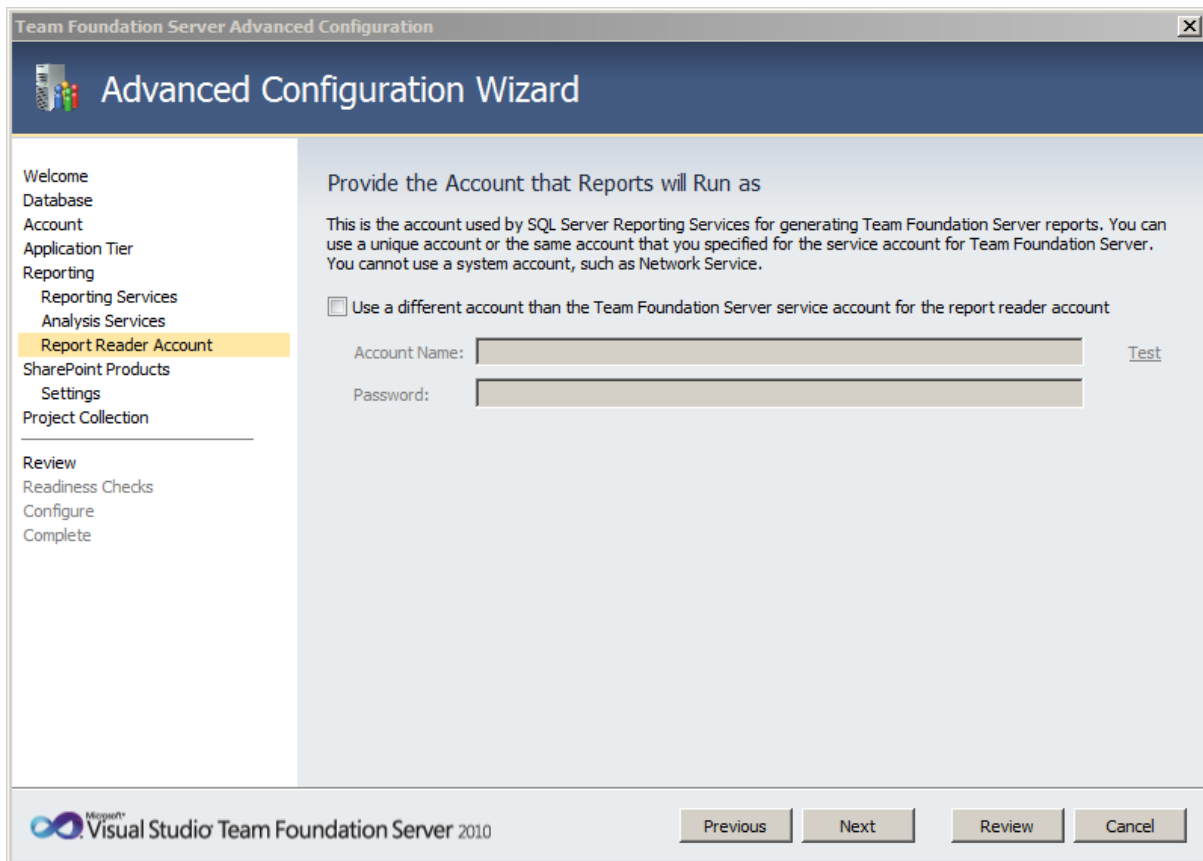 Team Foundation Server Advanced Configuration
Advanced Configuration Wizard
Welcome
Database
Account
Application Tier
Reporting
Reporting Services
Analysis Services
Report Reader Account
SharePoint Products
Settings
Project Collection
Review
Readiness Checks
Configure
Complete
Provide the Account that Reports will Run as
This is the account used by SQL Server Reporting Services for generating Team Foundation Server reports. You can
use a unique account or the same account that you specified for the service account for Team Foundation Server.
You cannot use a system account, such as Network Service.
Use a different account than the Team Foundation Server service account for the report reader account
Account Name:
Test
Password:
Microsoft®
Visual Studio Team Foundation Server 2010
Previous
Next
Review
Cancel